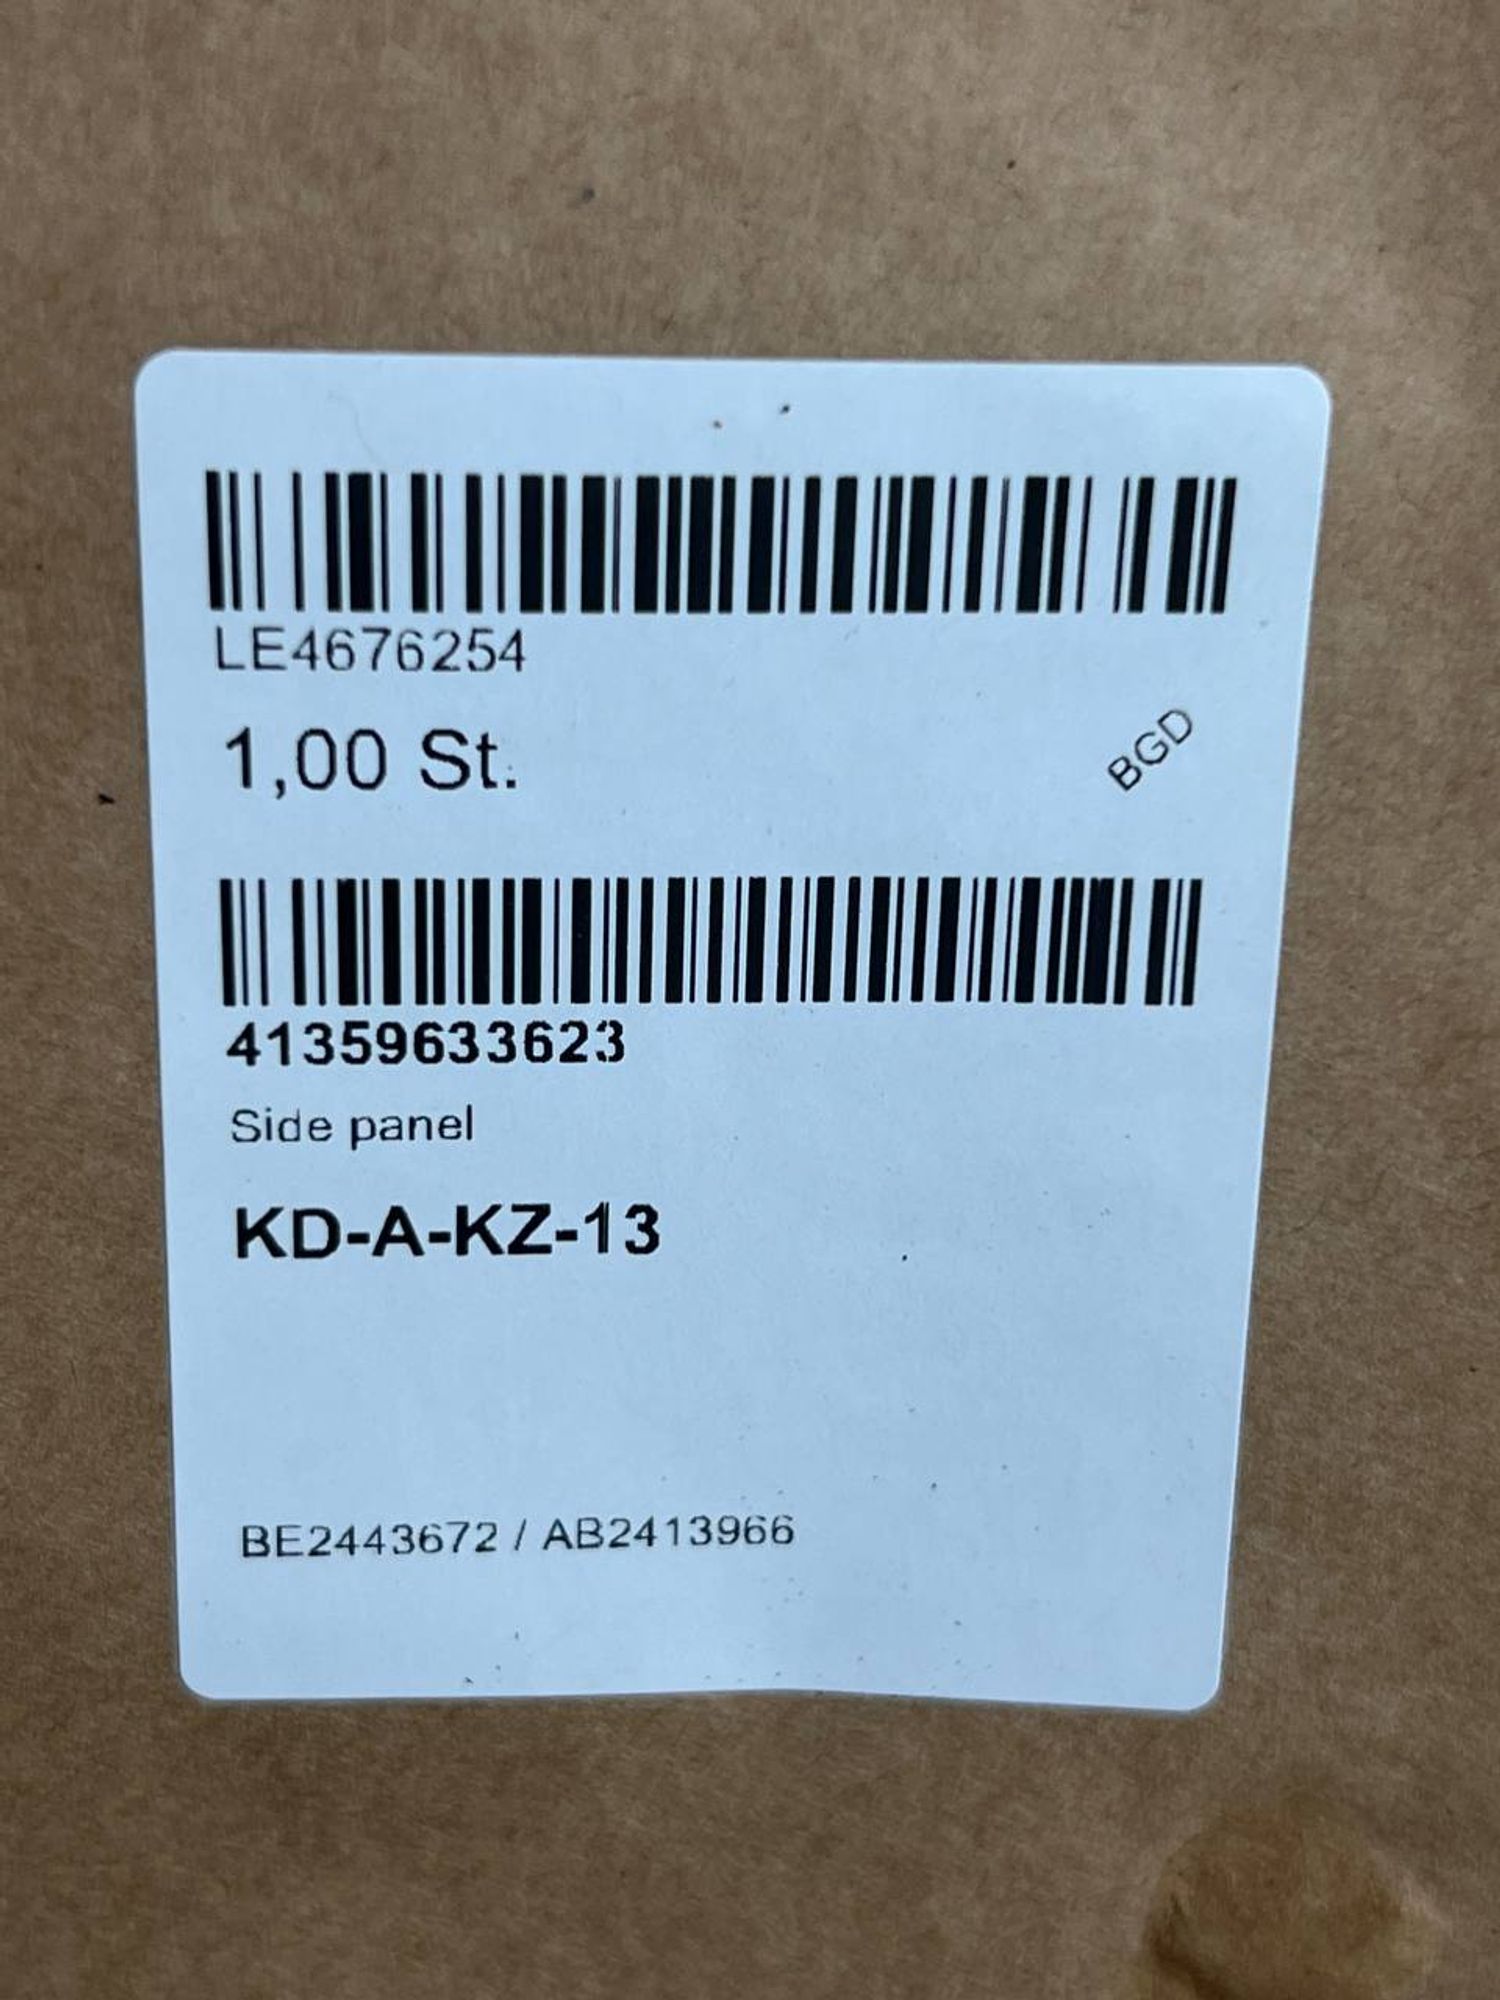 LE4676254
1,00 St.
BGD
41359633623
Side panel
KD-A-KZ-13
BE2443672 / AB2413966